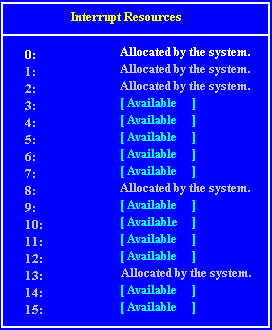 Interrupt Resources
0: Allocated by the system.
1: Allocated by the system.
2: Allocated by the system.
3: [ Available ]
4: [ Available ]
5: [ Available ]
6: [ Available ]
7: [ Available ]
8: Allocated by the system.
9: [ Available ]
10: [ Available ]
11: [ Available ]
12: [ Available ]
13: Allocated by the system.
14: [ Available ]
15: [ Available ]